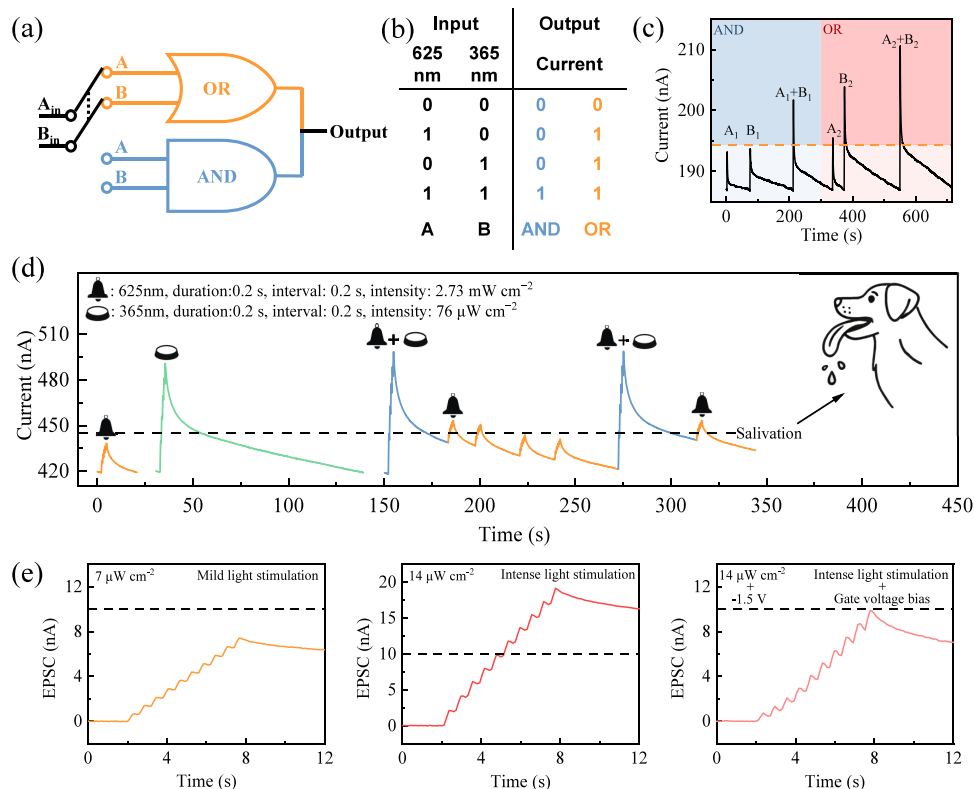 (a)
A
B
OR
A_in
B_in
Output
A
B
AND
(b)
Input Output
625 nm 365 nm Current
0 0 0 0
1 0 0 1
0 1 0 1
1 1 1 1
A B AND OR
(c)
AND OR
A2+B2
A1+B1
B2
A1 B1 A2
Current (nA)
210
200
190
0 200 400 600
Time (s)
(d)
: 625nm, duration:0.2 s, interval: 0.2 s, intensity: 2.73 mW cm-2
: 365nm, duration:0.2 s, interval: 0.2 s, intensity: 76 μW cm-2
+
+
Current (nA)
510
480
450
420
Salivation
0 50 100 150 200 250 300 350 400 450
Time (s)
(e)
7 μW cm-2 Mild light stimulation
EPSC (nA)
12
8
4
0
0 4 8 12
Time (s)
14 μW cm-2 Intense light stimulation
EPSC (nA)
20
15
10
5
0
0 4 8 12
Time (s)
14 μW cm-2
+
-1.5 V
Intense light stimulation
+
Gate voltage bias
EPSC (nA)
12
8
4
0
0 4 8 12
Time (s)